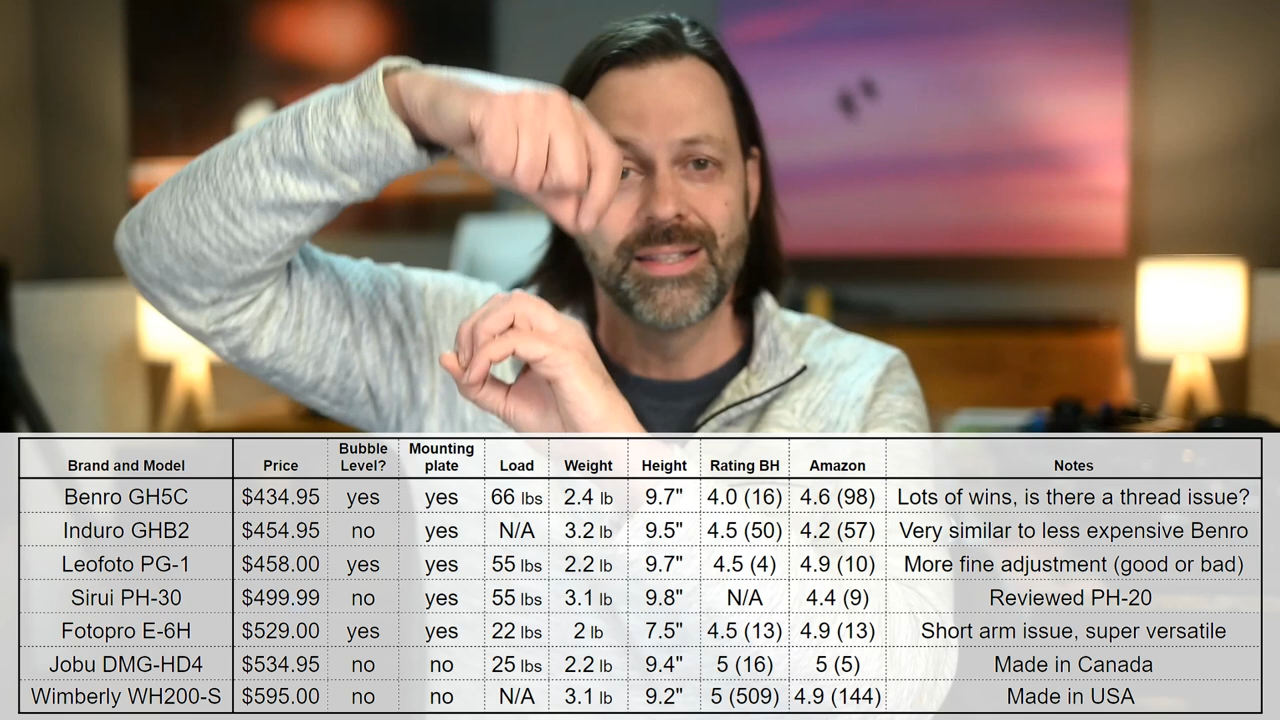 Brand and Model Price Bubble Level? Mounting plate Load Weight Height Rating BH Amazon Notes
Benro GH5C $434.95 yes yes 66 lbs 2.4 lb 9.7" 4.0 (16) 4.6 (98) Lots of wins, is there a thread issue?
Induro GHB2 $454.95 no yes N/A 3.2 lb 9.5" 4.5 (50) 4.2 (57) Very similar to less expensive Benro
Leofoto PG-1 $458.00 yes yes 55 lbs 2.2 lb 9.7" 4.5 (4) 4.9 (10) More fine adjustment (good or bad)
Sirui PH-30 $499.99 no yes 55 lbs 3.1 lb 9.8" N/A 4.4 (9) Reviewed PH-20
Fotopro E-6H $529.00 yes yes 22 lbs 2 lb 7.5" 4.5 (13) 4.9 (13) Short arm issue, super versatile
Jobu DMG-HD4 $534.95 no no 25 lbs 2.2 lb 9.4" 5 (16) 5 (5) Made in Canada
Wimberly WH200-S $595.00 no no N/A 3.1 lb 9.2" 5 (509) 4.9 (144) Made in USA